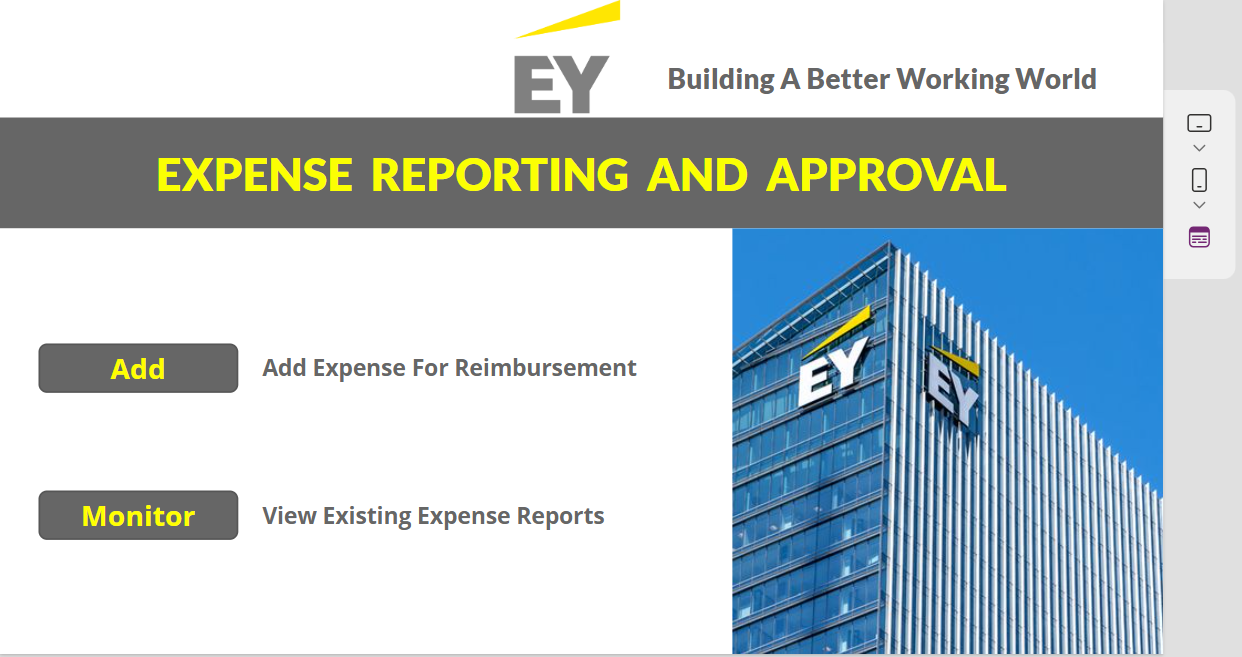 EY
Building A Better Working World
EXPENSE REPORTING AND APPROVAL
Add
Add Expense For Reimbursement
Monitor
View Existing Expense Reports
EY
EY